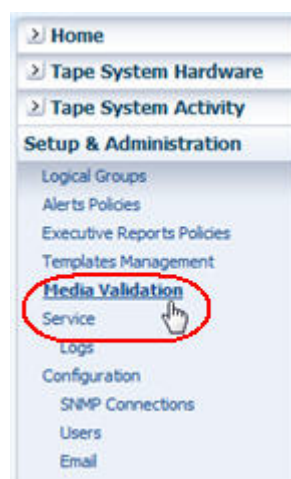 Home
Tape System Hardware
Tape System Activity
Setup & Administration
Logical Groups
Alerts Policies
Executive Reports Policies
Templates Management
Media Validation
Service
Logs
Configuration
SNMP Connections
Users
Email